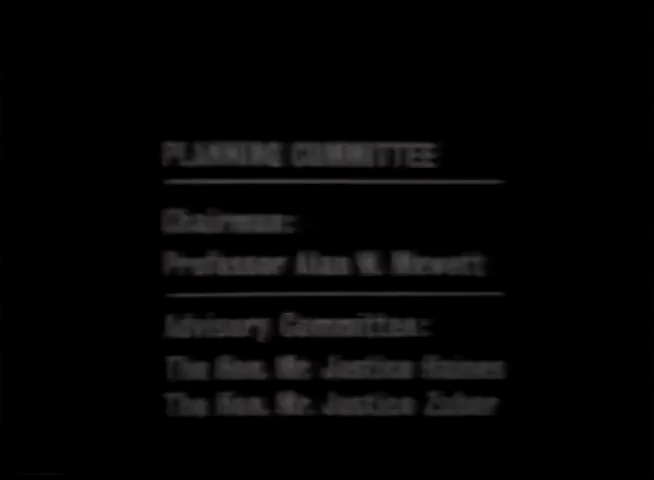 PLANNING COMMITTEE
Chairman:
Professor Alan W. Mewett
Advisory Committee:
The Hon. Mr. Justice Haines
The Hon. Mr. Justice Zuber